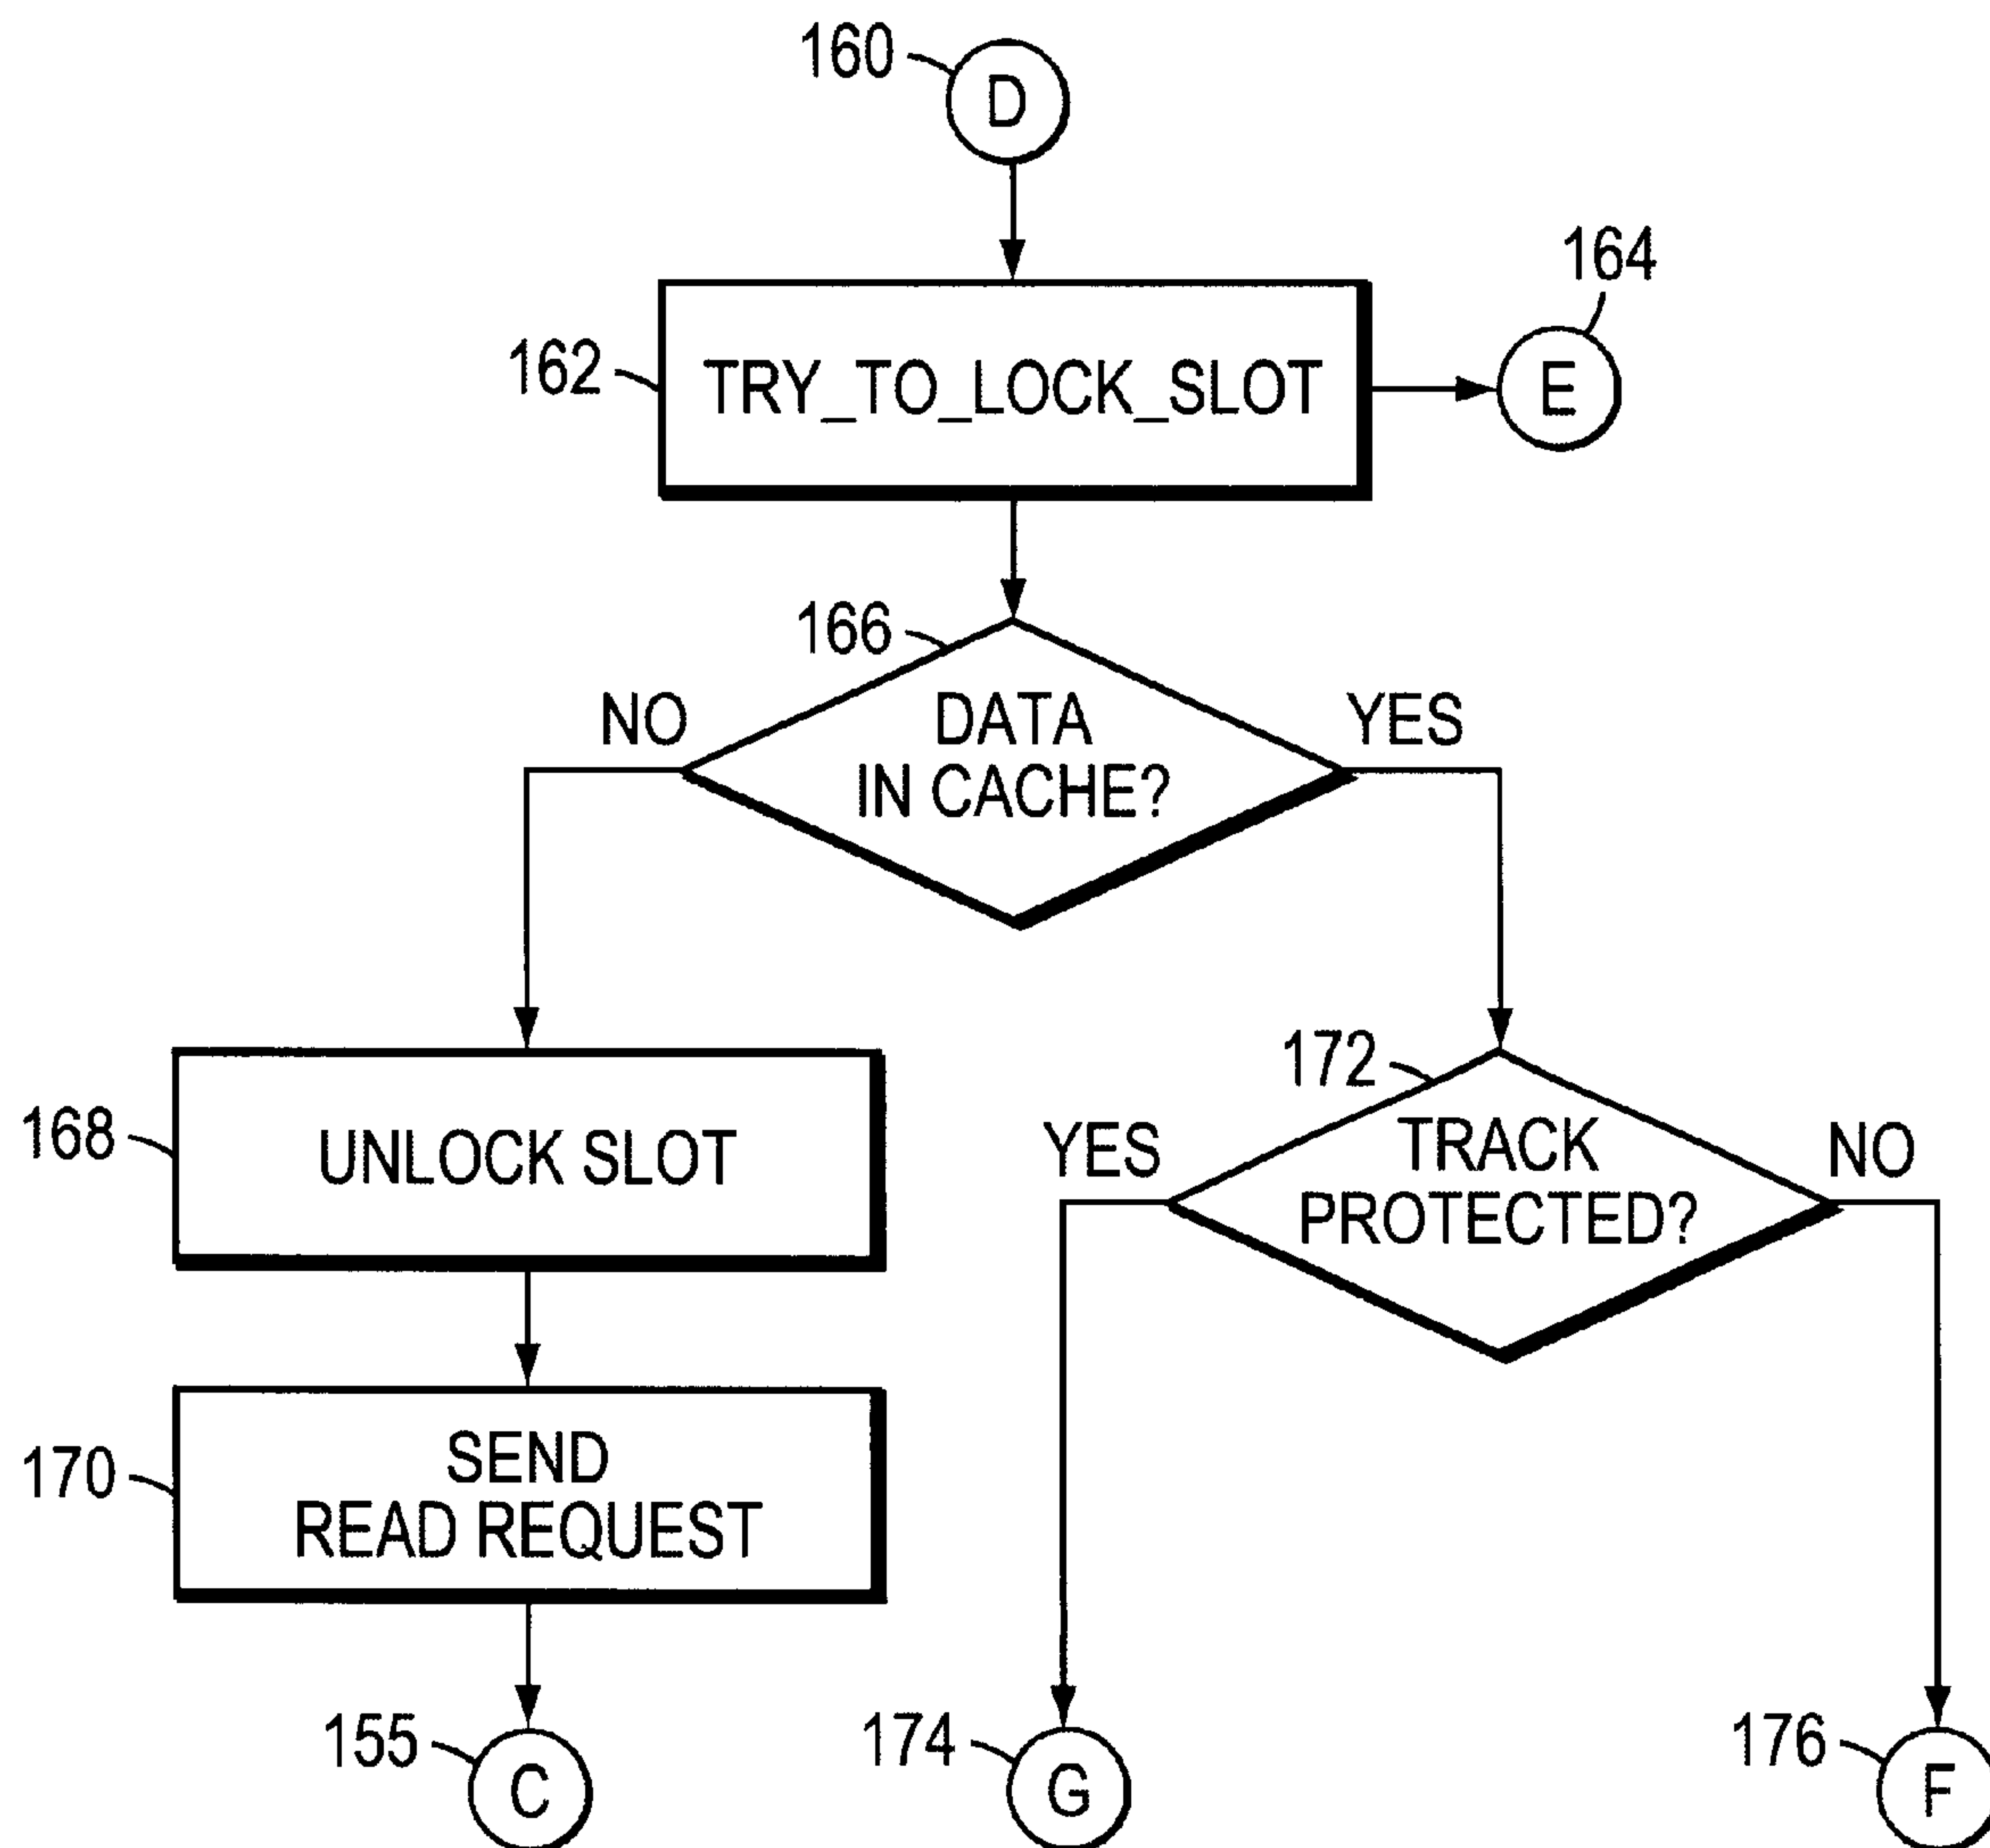 160
D
164
162
TRY_TO_LOCK_SLOT
E
166
NO
DATA
IN CACHE?
YES
172
168
UNLOCK SLOT
YES
TRACK
PROTECTED?
NO
170
SEND
READ REQUEST
155
C
174
G
176
F